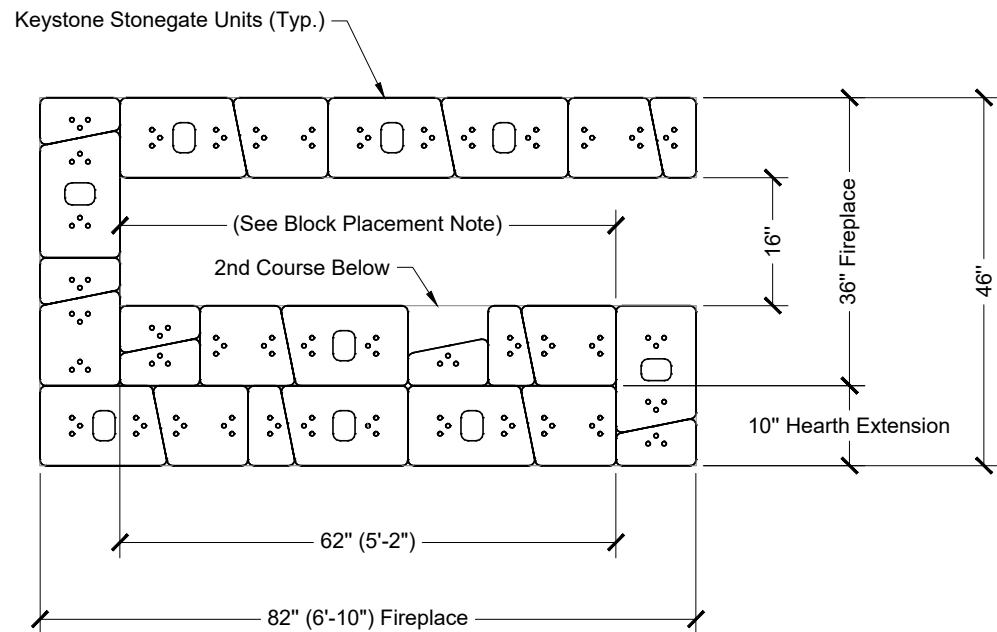 Keystone Stonegate Units (Typ.)
(See Block Placement Note)
2nd Course Below
16"
36" Fireplace
46"
10" Hearth Extension
62" (5'-2")
82" (6'-10") Fireplace